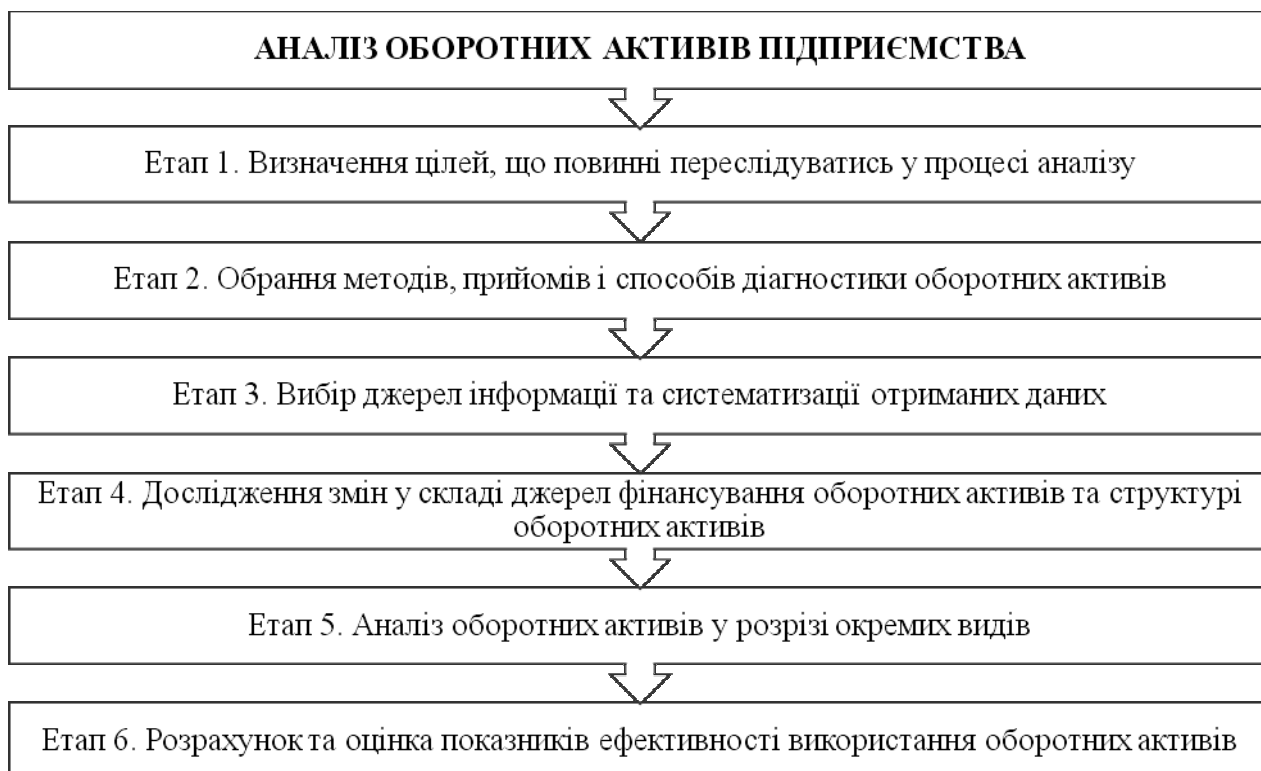 АНАЛІЗ ОБОРОТНИХ АКТИВІВ ПІДПРИЄМСТВА
Етап 1. Визначення цілей, що повинні переслідуватись у процесі аналізу
Етап 2. Обрання методів, прийомів і способів діагностики оборотних активів
Етап 3. Вибір джерел інформації та систематизації отриманих даних
Етап 4. Дослідження змін у складі джерел фінансування оборотних активів та структурі
оборотних активів
Етап 5. Аналіз оборотних активів у розрізі окремих видів
Етап 6. Розрахунок та оцінка показників ефективності використання оборотних активів